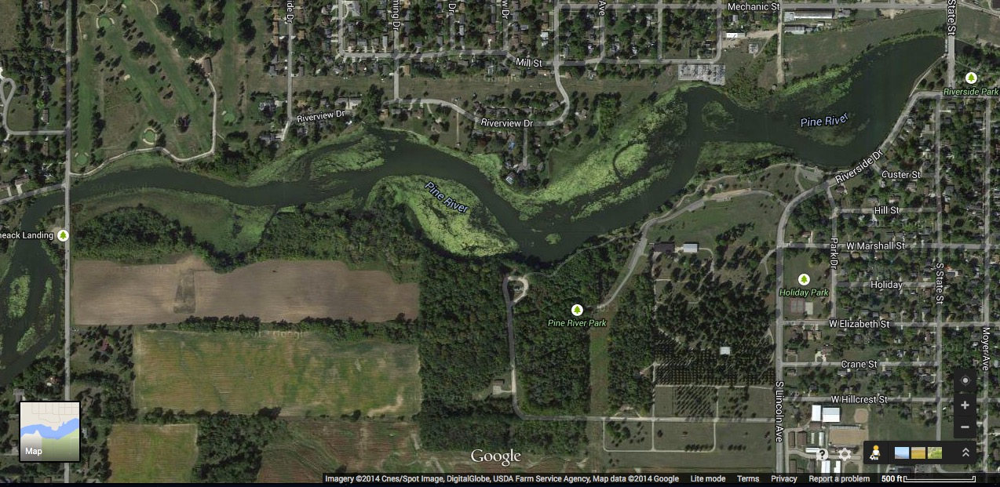 Mechanic St
State St
Ave
Dr
Mill St
Riverside Park
Riverview Dr
Riverview Dr
Pine River
Riverside Dr
Custer St
Pine River
Hill St
neack Landing
W Marshall St
Park Dr
Holiday
S State St
Holiday Park
Pine River Park
W Elizabeth St
Moyer Ave
Crane St
S Lincoln Ave
W Hillcrest St
Map
Google
Imagery ©2014 Cnes/Spot Image, DigitalGlobe, USDA Farm Service Agency, Map data ©2014 Google Lite mode Terms Privacy Report a problem 500 ft